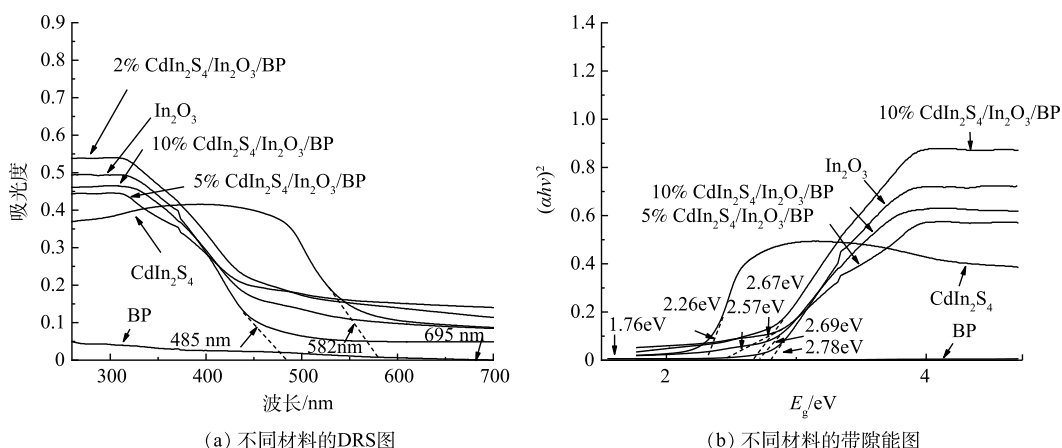 0.9
0.8
0.7
0.6
0.5
0.4
0.3
0.2
0.1
0
吸光度
2% CdIn₂S₄/In₂O₃/BP
In₂O₃
10% CdIn₂S₄/In₂O₃/BP
5% CdIn₂S₄/In₂O₃/BP
CdIn₂S₄
BP
485 nm
582nm
695 nm
300 400 500 600 700
波长/nm
(a) 不同材料的DRS图
1.4
1.2
1.0
0.8
0.6
0.4
0.2
0
(αhv)²
10% CdIn₂S₄/In₂O₃/BP
In₂O₃
10% CdIn₂S₄/In₂O₃/BP
5% CdIn₂S₄/In₂O₃/BP
2.67eV
2.26eV
2.57eV
CdIn₂S₄
1.76eV
2.69eV
BP
2.78eV
2 4
E_g/eV
(b) 不同材料的带隙能图